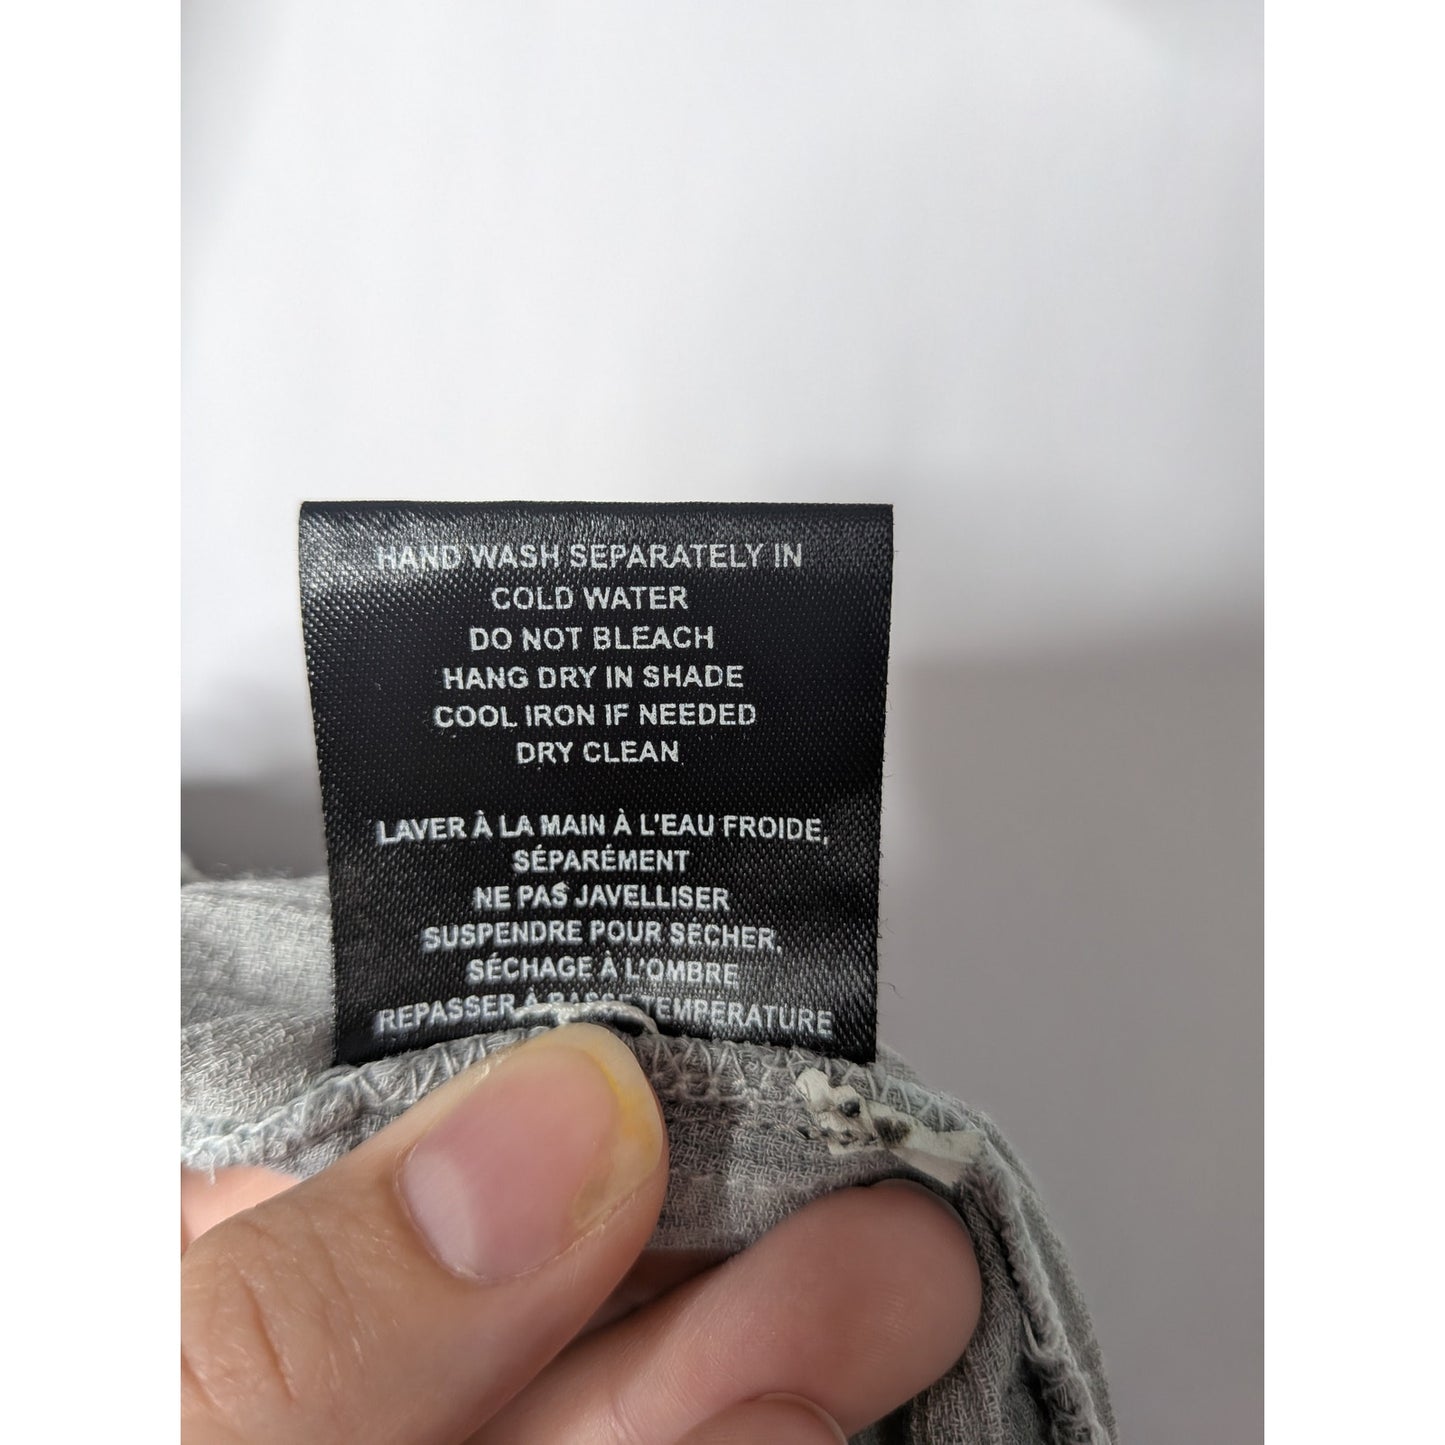 HAND WASH SEPARATELY IN
COLD WATER
DO NOT BLEACH
HANG DRY IN SHADE
COOL IRON IF NEEDED
DRY CLEAN
LAVER À LA MAIN À L'EAU FROIDE,
SÉPARÉMENT
NE PAS JAVELLISER
SUSPENDRE POUR SÉCHER,
SÉCHAGE À L'OMBRE
REPASSER À BASSE TEMPERATURE